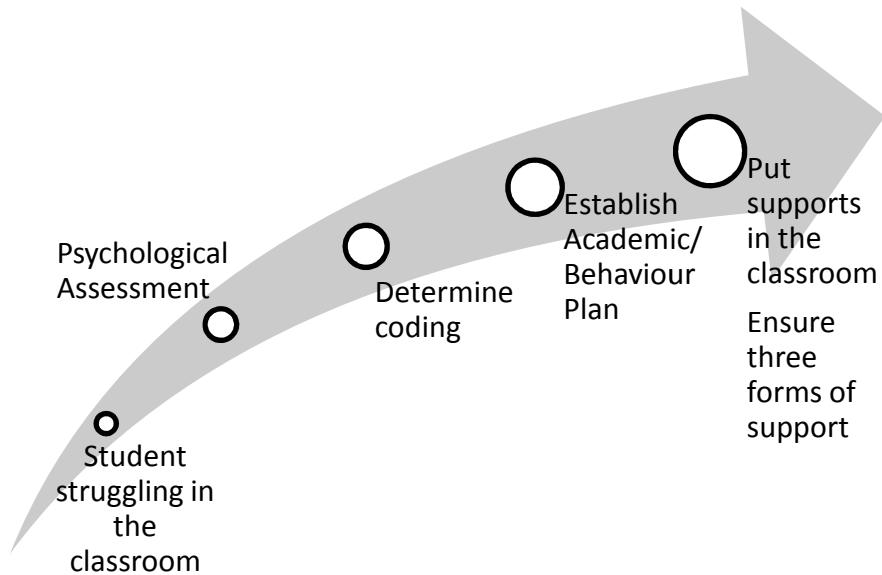 Student
struggling in
the
classroom
Psychological
Assessment
Determine
coding
Establish
Academic/
Behaviour
Plan
Put
supports
in the
classroom
Ensure
three
forms of
support